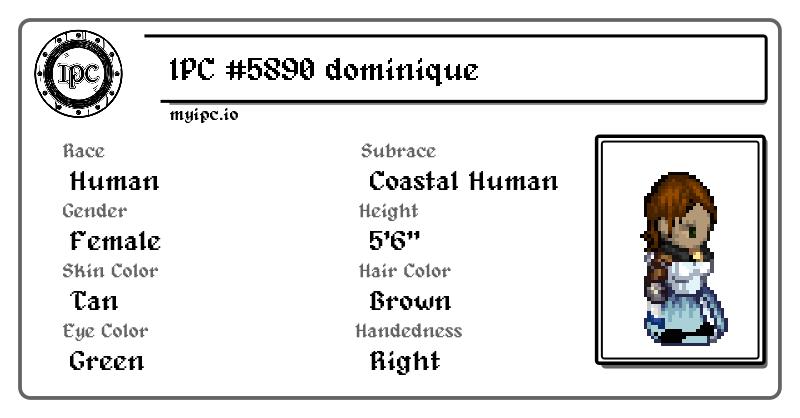 IPC
IPC #5890 dominique
myipc.io
Race
Human
Subrace
Coastal Human
Gender
Female
Height
5'6"
Skin Color
Tan
Hair Color
Brown
Eye Color
Green
Handedness
Right